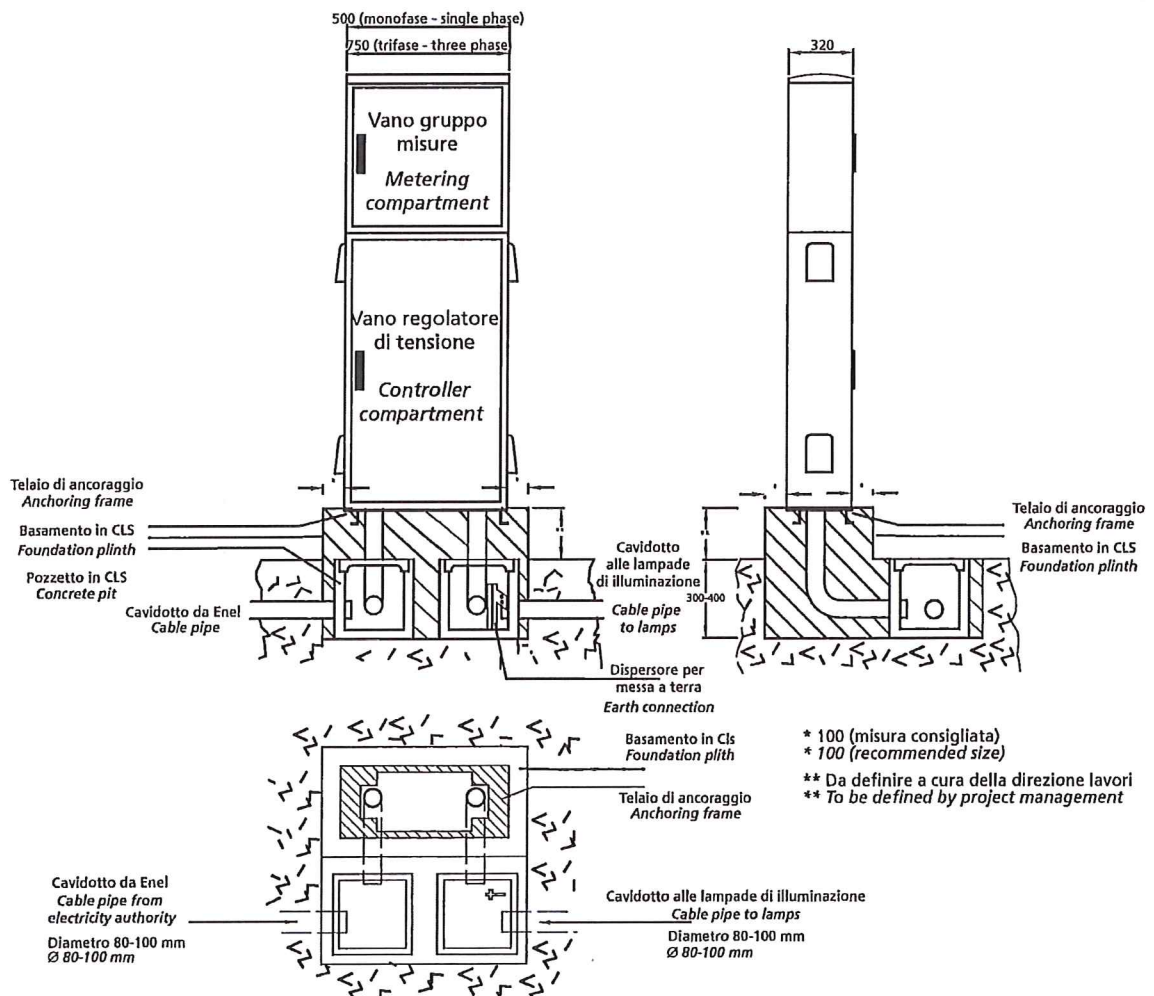 500 (monofase - single phase)
750 (trifase - three phase)
320
Vano gruppo
misure
Metering
compartment
Vano regolatore
di tensione
Controller
compartment
Telaio di ancoraggio
Anchoring frame
Basamento in CLS
Foundation plinth
Pozzetto in CLS
Concrete pit
Cavidotto da Enel
Cable pipe
Cavidotto
alle lampade
di illuminazione
Cable pipe
to lamps
Dispersore per
messa a terra
Earth connection
300-400
Telaio di ancoraggio
Anchoring frame
Basamento in CLS
Foundation plinth
Basamento in Cls
Foundation plith
Telaio di ancoraggio
Anchoring frame
* 100 (misura consigliata)
* 100 (recommended size)
** Da definire a cura della direzione lavori
** To be defined by project management
Cavidotto da Enel
Cable pipe from
electricity authority
Diametro 80-100 mm
Ø 80-100 mm
Cavidotto alle lampade di illuminazione
Cable pipe to lamps
Diametro 80-100 mm
Ø 80-100 mm